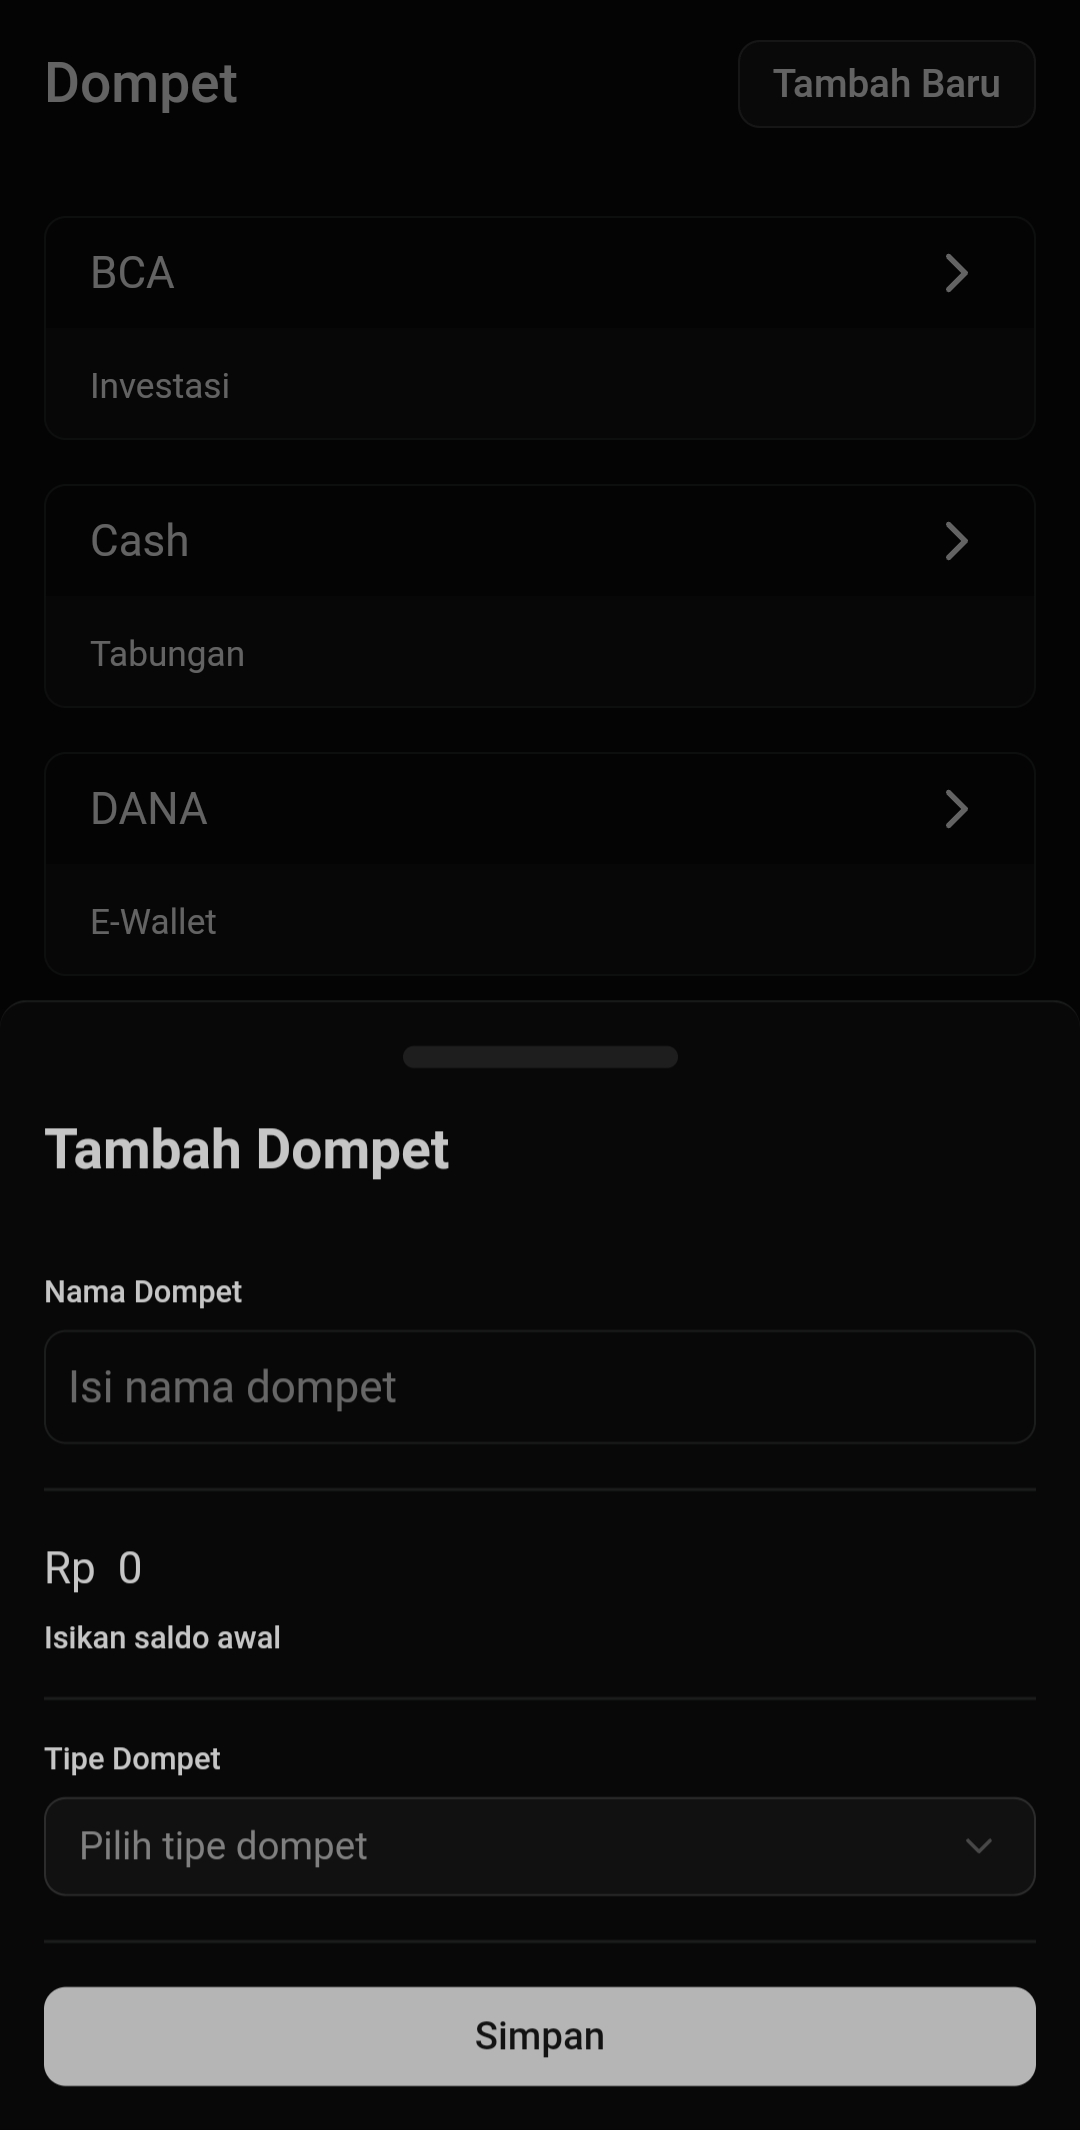 Dompet
Tambah Baru
BCA
Investasi
Cash
Tabungan
DANA
E-Wallet
Tambah Dompet
Nama Dompet
Isi nama dompet
Rp 0
Isikan saldo awal
Tipe Dompet
Pilih tipe dompet
Simpan